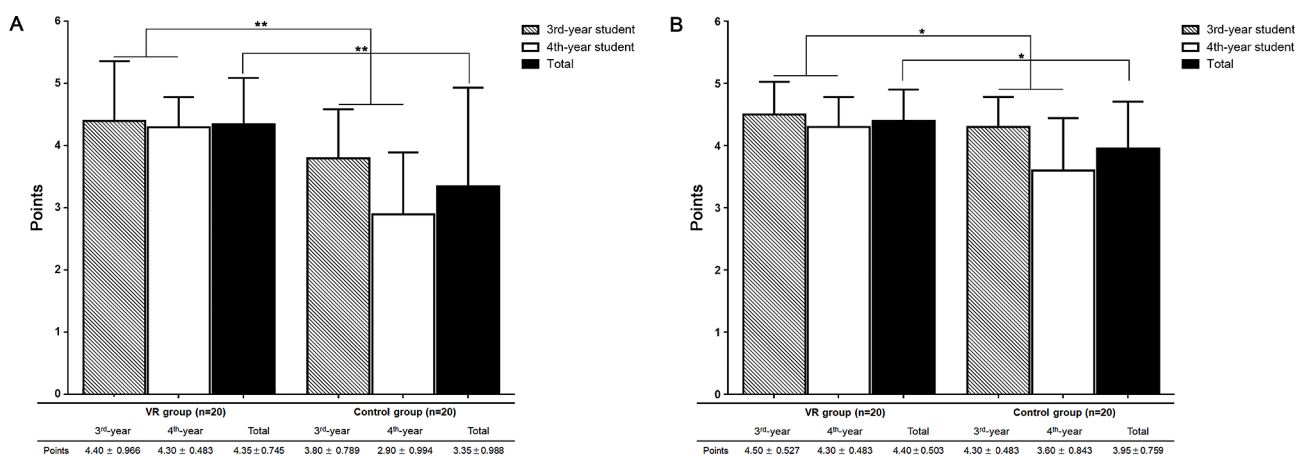 A
**
**
3rd-year student
4th-year student
Total
Points
6
5
4
3
2
1
0
VR group (n=20) Control group (n=20)
3rd-year 4th-year Total 3rd-year 4th-year Total
Points 4.40 ± 0.966 4.30 ± 0.483 4.35±0.745 3.80 ± 0.789 2.90 ± 0.994 3.35±0.988
B
*
*
3rd-year student
4th-year student
Total
Points
6
5
4
3
2
1
0
VR group (n=20) Control group (n=20)
3rd-year 4th-year Total 3rd-year 4th-year Total
Points 4.50 ± 0.527 4.30 ± 0.483 4.40±0.503 4.30 ± 0.483 3.60 ± 0.843 3.95±0.759